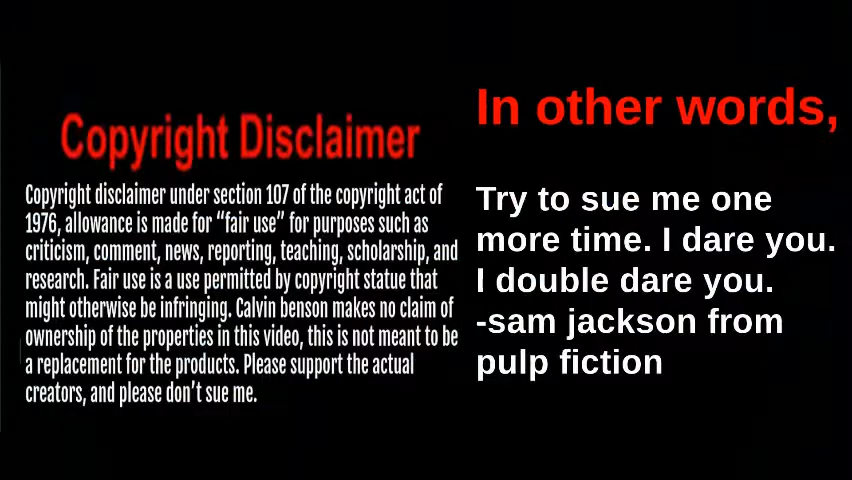 Copyright Disclaimer
Copyright disclaimer under section 107 of the copyright act of
1976, allowance is made for “fair use” for purposes such as
criticism, comment, news, reporting, teaching, scholarship, and
research. Fair use is a use permitted by copyright statue that
might otherwise be infringing. Calvin benson makes no claim of
ownership of the properties in this video, this is not meant to be
a replacement for the products. Please support the actual
creators, and please don’t sue me.
In other words,
Try to sue me one
more time. I dare you.
I double dare you.
-sam jackson from
pulp fiction